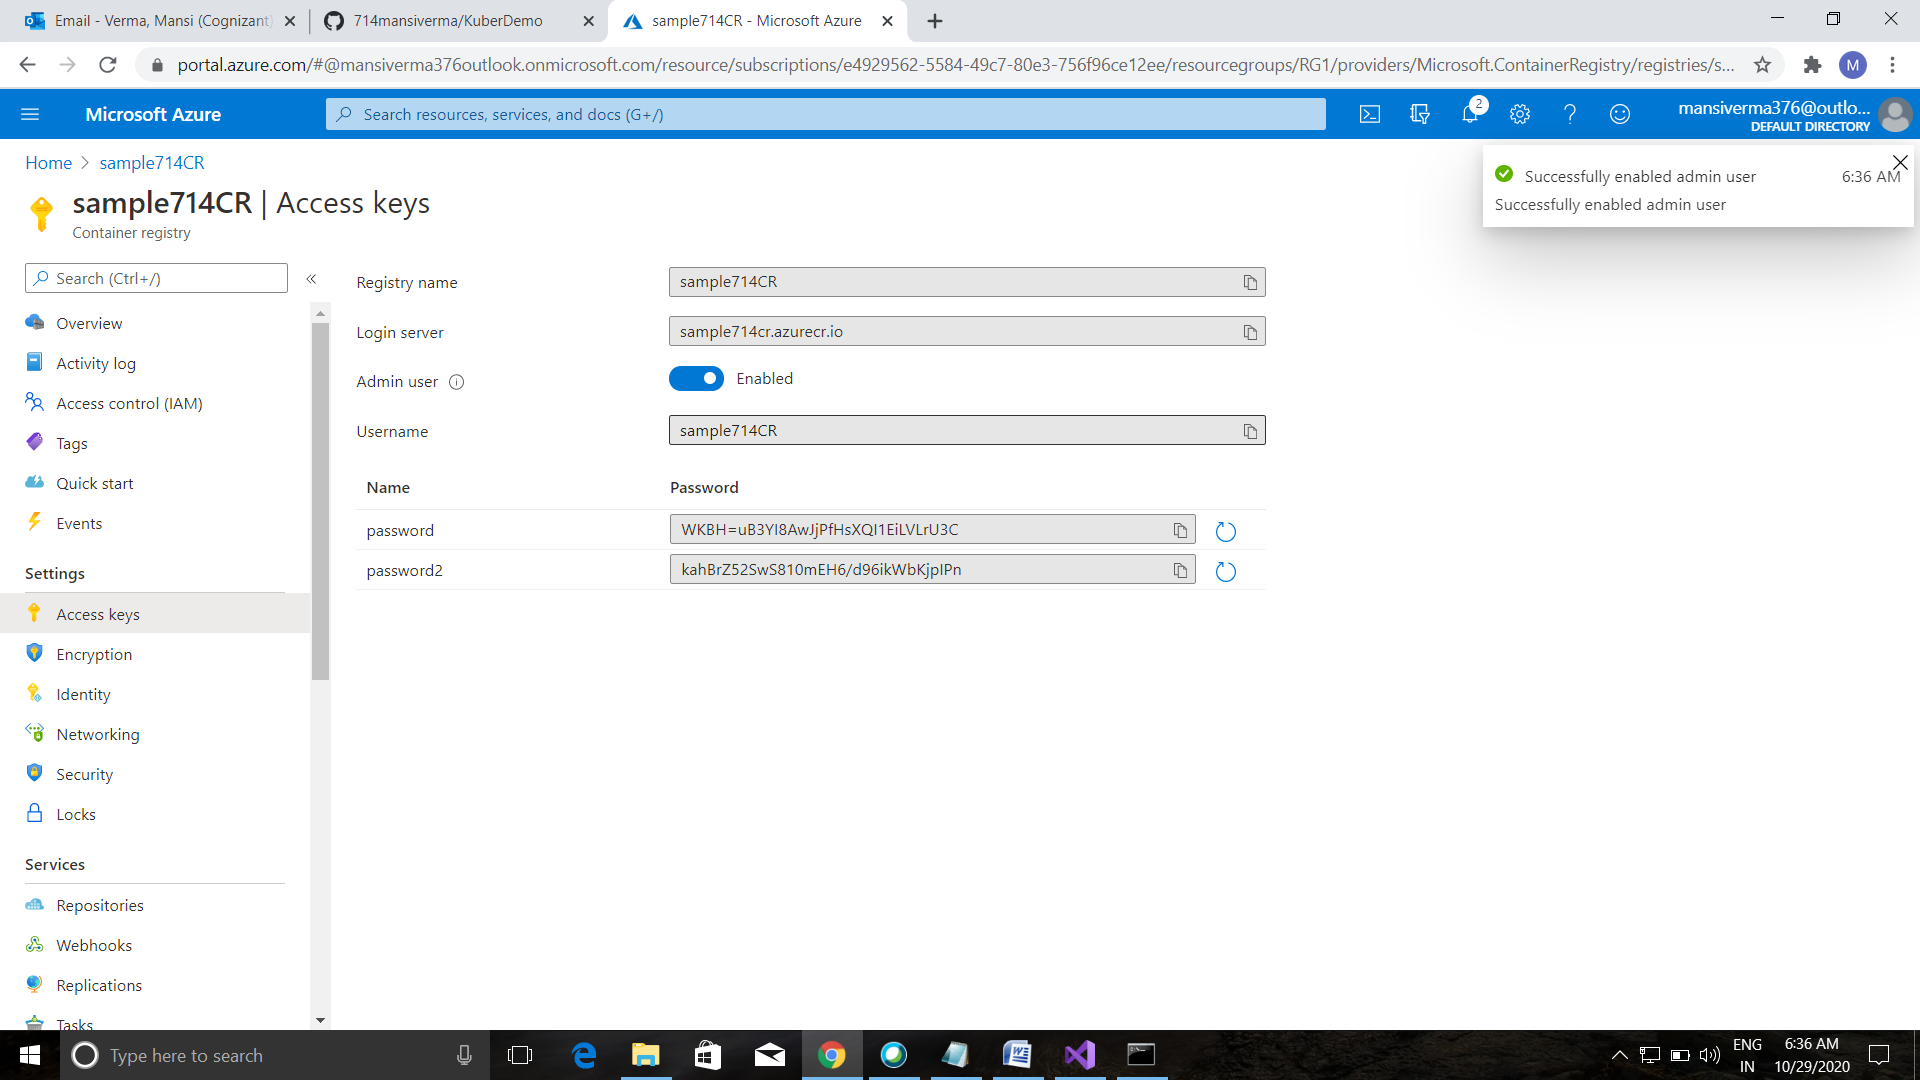 Email - Verma, Mansi (Cognizant)
714mansiverma/KuberDemo
sample714CR - Microsoft Azure
portal.azure.com/#@mansiverma376outlook.onmicrosoft.com/resource/subscriptions/e4929562-5584-49c7-80e3-756f96ce12ee/resourcegroups/RG1/providers/Microsoft.ContainerRegistry/registries/s...
M
Microsoft Azure
Search resources, services, and docs (G+/)
2
mansiverma376@outlo...
DEFAULT DIRECTORY
Home > sample714CR
Successfully enabled admin user 6:36 AM
Successfully enabled admin user
sample714CR | Access keys
Container registry
Search (Ctrl+/)
«
Overview
Activity log
Access control (IAM)
Tags
Quick start
Events
Settings
Access keys
Encryption
Identity
Networking
Security
Locks
Services
Repositories
Webhooks
Replications
Tasks
Registry name sample714CR
Login server sample714cr.azurecr.io
Admin user Enabled
Username sample714CR
Name Password
password WKBH=uB3YI8AwJjPfHsXQI1EiLVLrU3C
password2 kahBrZ52SwS810mEH6/d96ikWbKjpIPn
Type here to search
ENG
IN
6:36 AM
10/29/2020